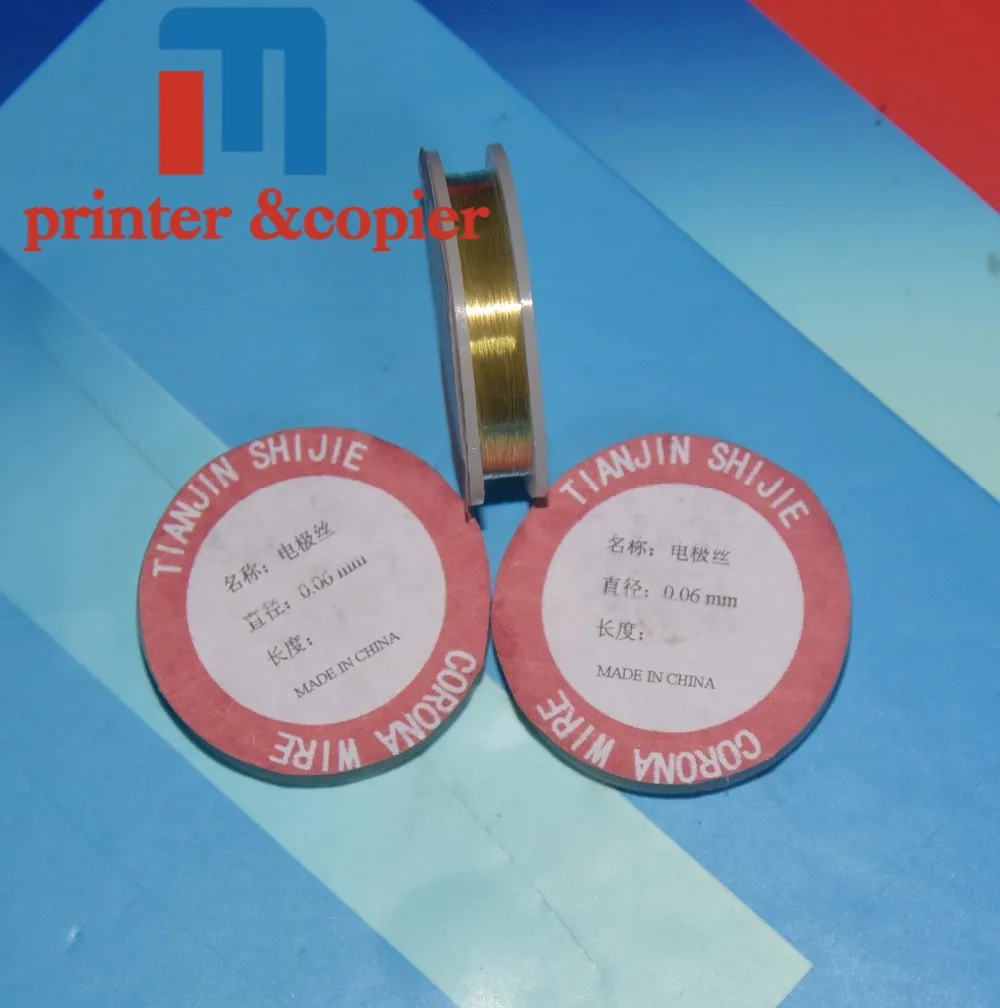 printer &copier
TIANJIN SHIJIE
名称：电极丝
直径：0.06 mm
长度：
MADE IN CHINA
CORONA WIRE
TIANJIN SHIJIE
名称：电极丝
直径：0.06 mm
长度：
MADE IN CHINA
CORONA WIRE